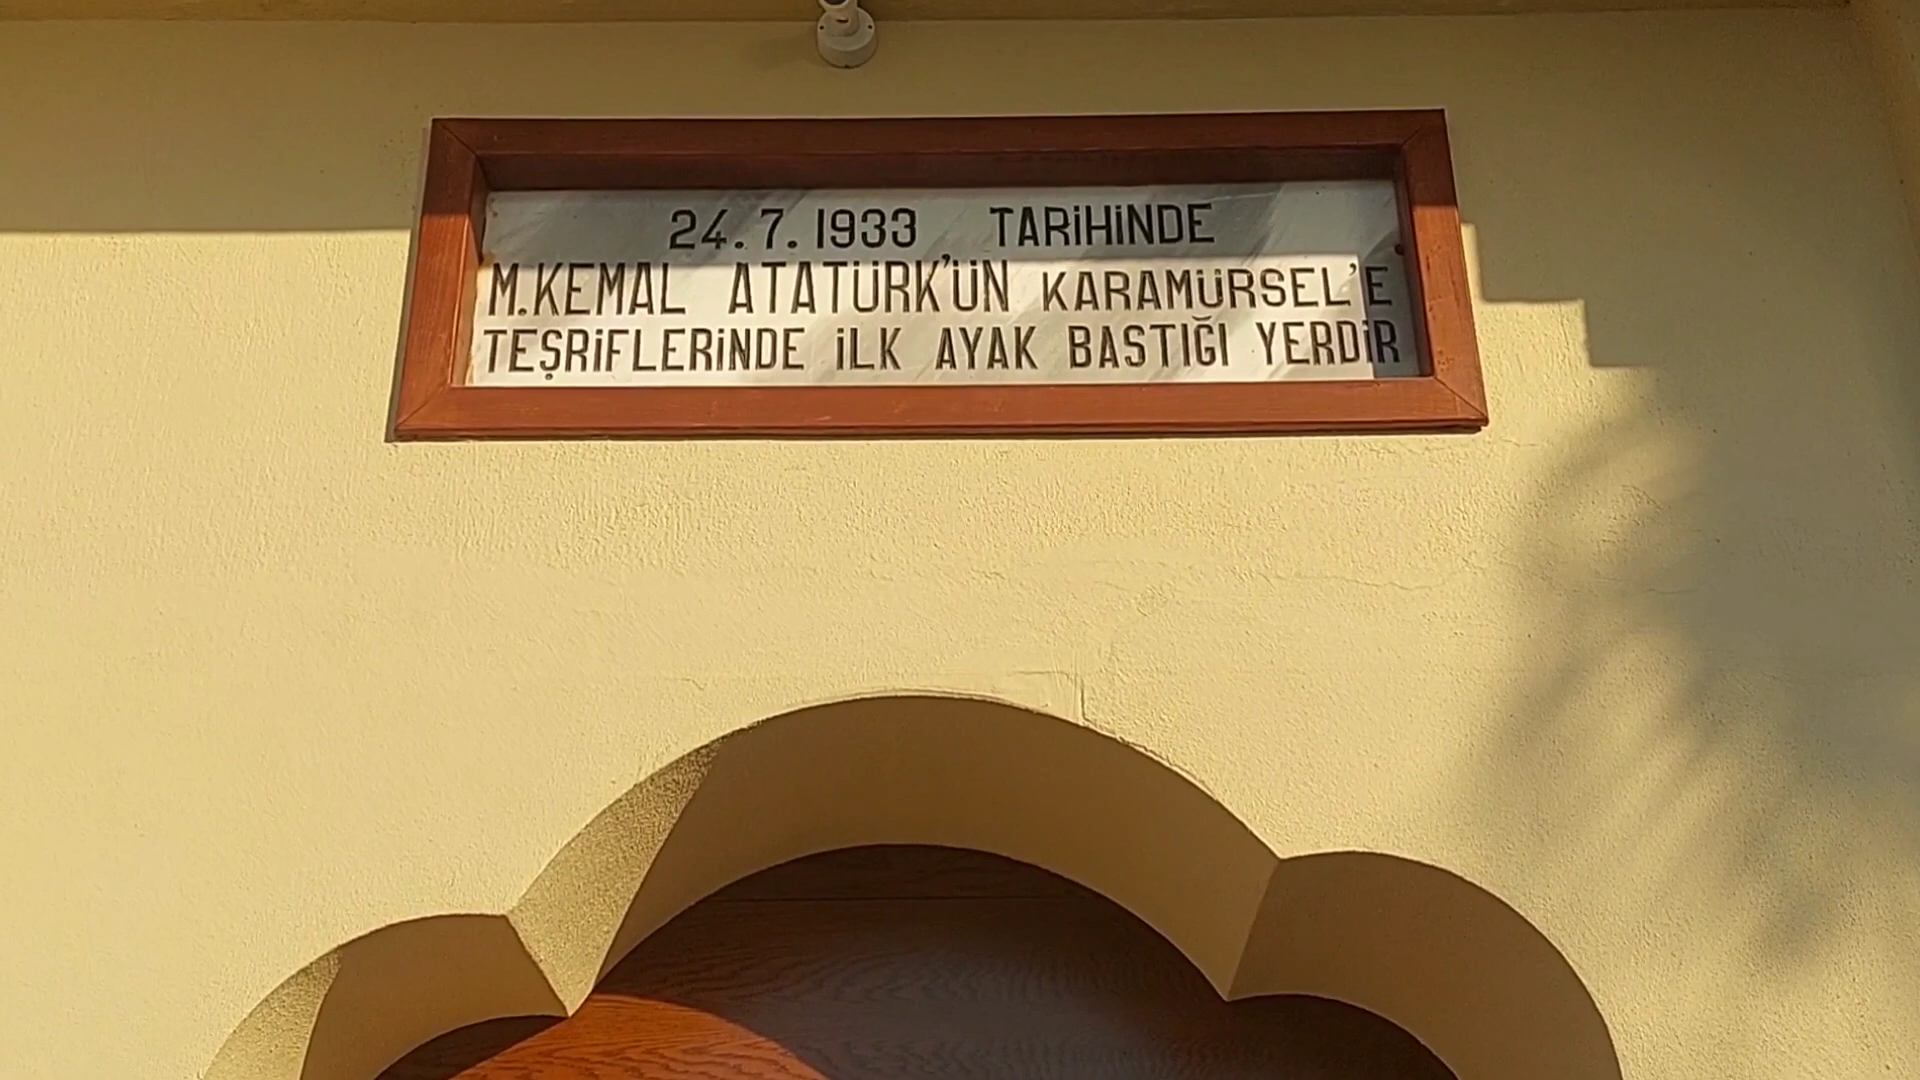 24.7.1933 TARİHİNDE
M.KEMAL ATATÜRK'ÜN KARAMÜRSEL'E
TEŞRİFLERİNDE İLK AYAK BASTIĞI YERDİR